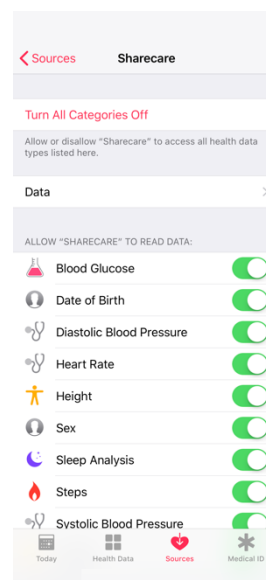 Sources
Sharecare
Turn All Categories Off
Allow or disallow “Sharecare” to access all health data
types listed here.
Data
ALLOW “SHARECARE” TO READ DATA:
Blood Glucose
Date of Birth
Diastolic Blood Pressure
Heart Rate
Height
Sex
Sleep Analysis
Steps
Systolic Blood Pressure
Today
Health Data
Sources
Medical ID